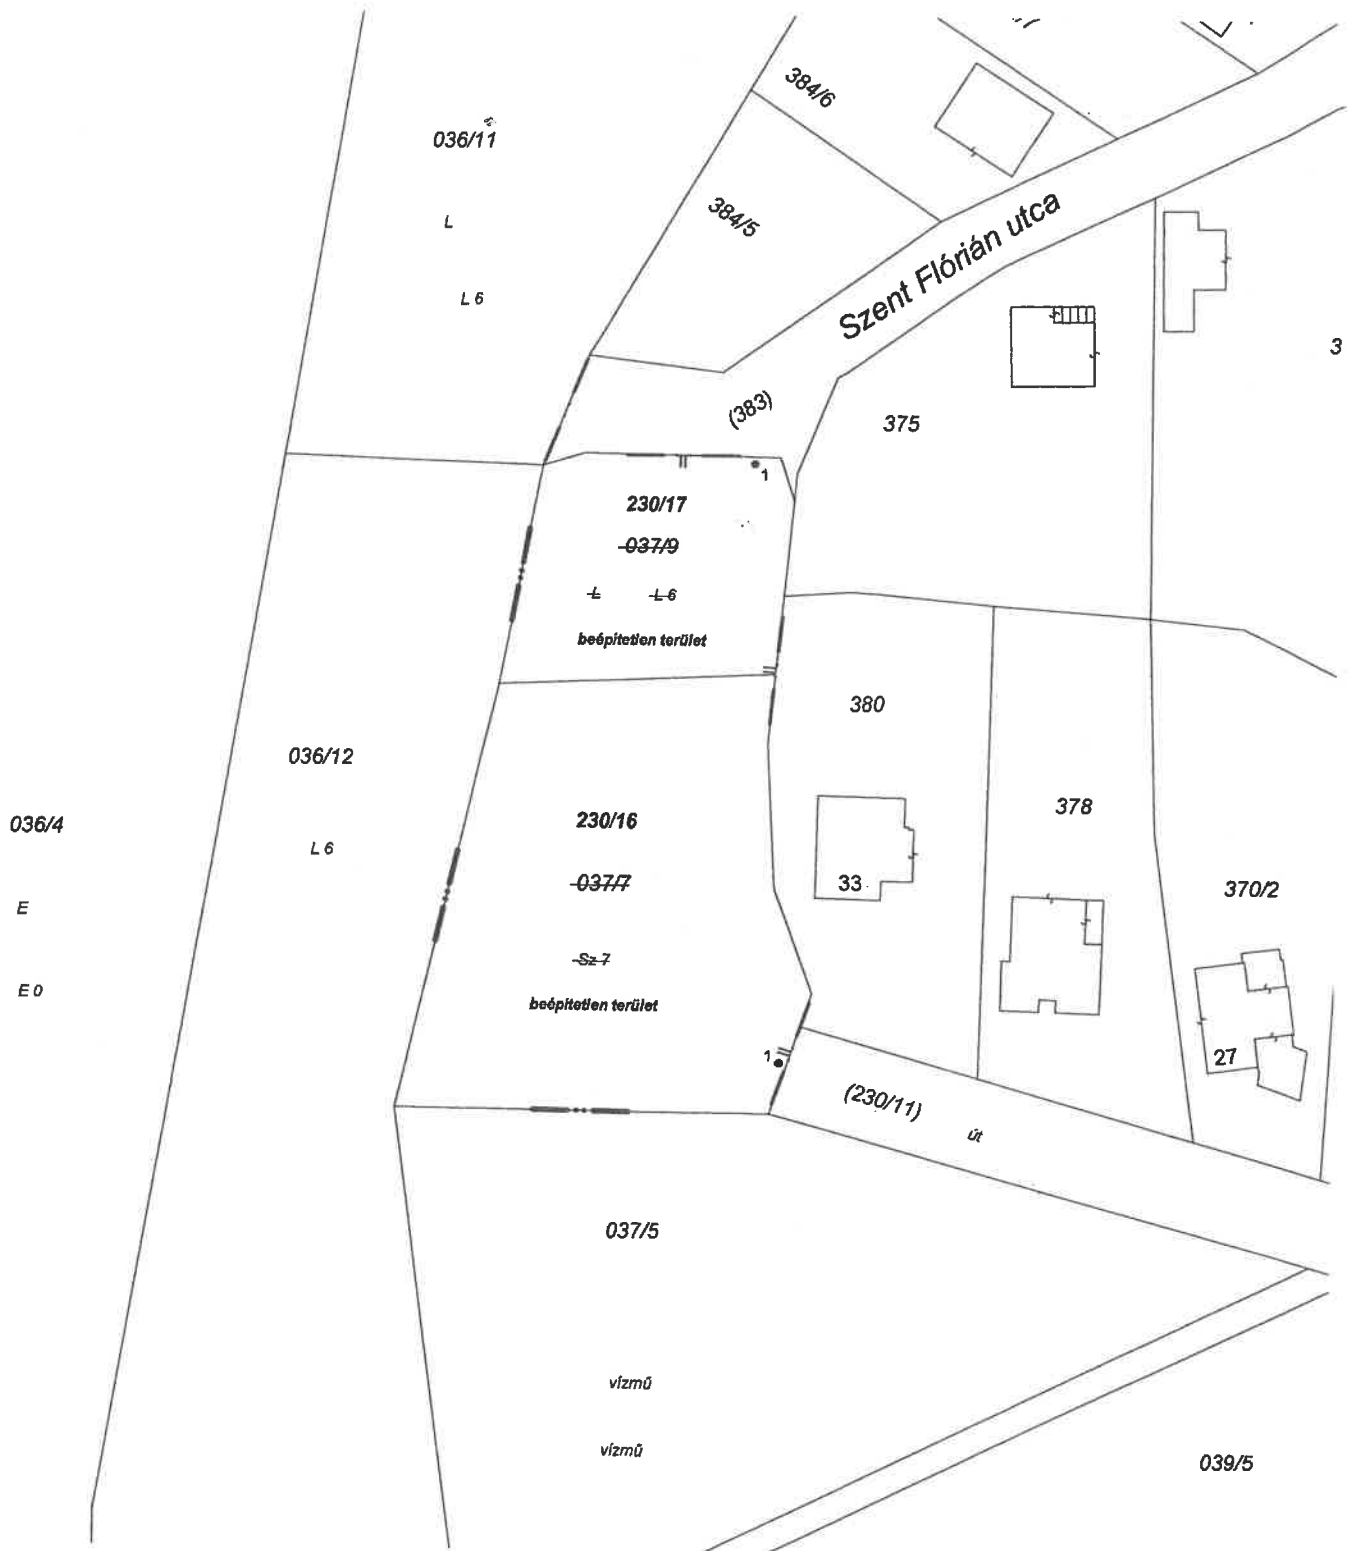 384/6
036/11
384/5
L
Szent Flórián utca
L 6
3
(383)
375
1
230/17
037/9
L L 6
beépítetlen terület
380
036/12
378
230/16
036/4
L 6
33
037/7
370/2
E
Sz 7
E 0
beépítetlen terület
1
27
(230/11)
út
037/5
vízmű
vízmű
039/5